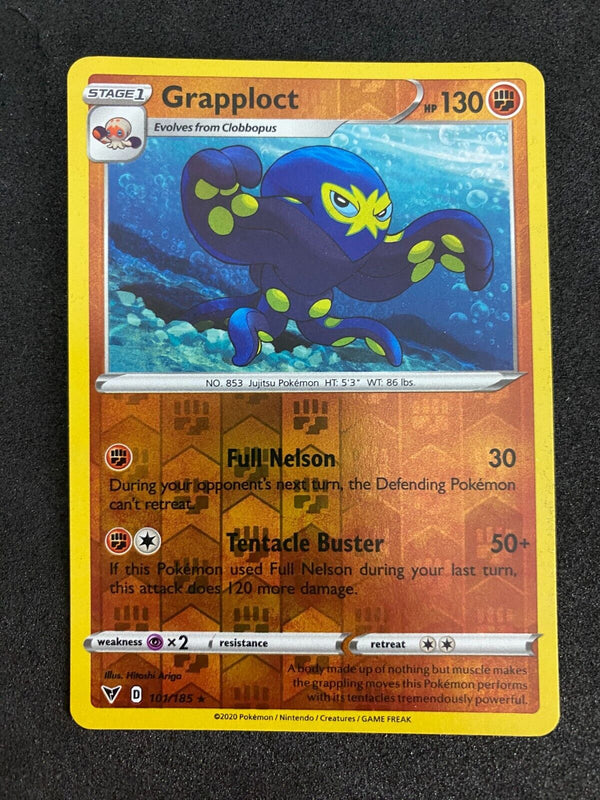 STAGE1 Grapploct HP 130
Evolves from Clobbopus
NO. 853 Jujitsu Pokémon HT: 5'3" WT: 86 lbs.
Full Nelson 30
During your opponent's next turn, the Defending Pokémon
can't retreat.
Tentacle Buster 50+
If this Pokémon used Full Nelson during your last turn,
this attack does 120 more damage.
weakness ×2 resistance retreat
Illus. Hitoshi Ariga
A body made up of nothing but muscle makes
the grappling moves this Pokémon performs
with its tentacles tremendously powerful.
D 101/185 ★
©2020 Pokémon / Nintendo / Creatures / GAME FREAK